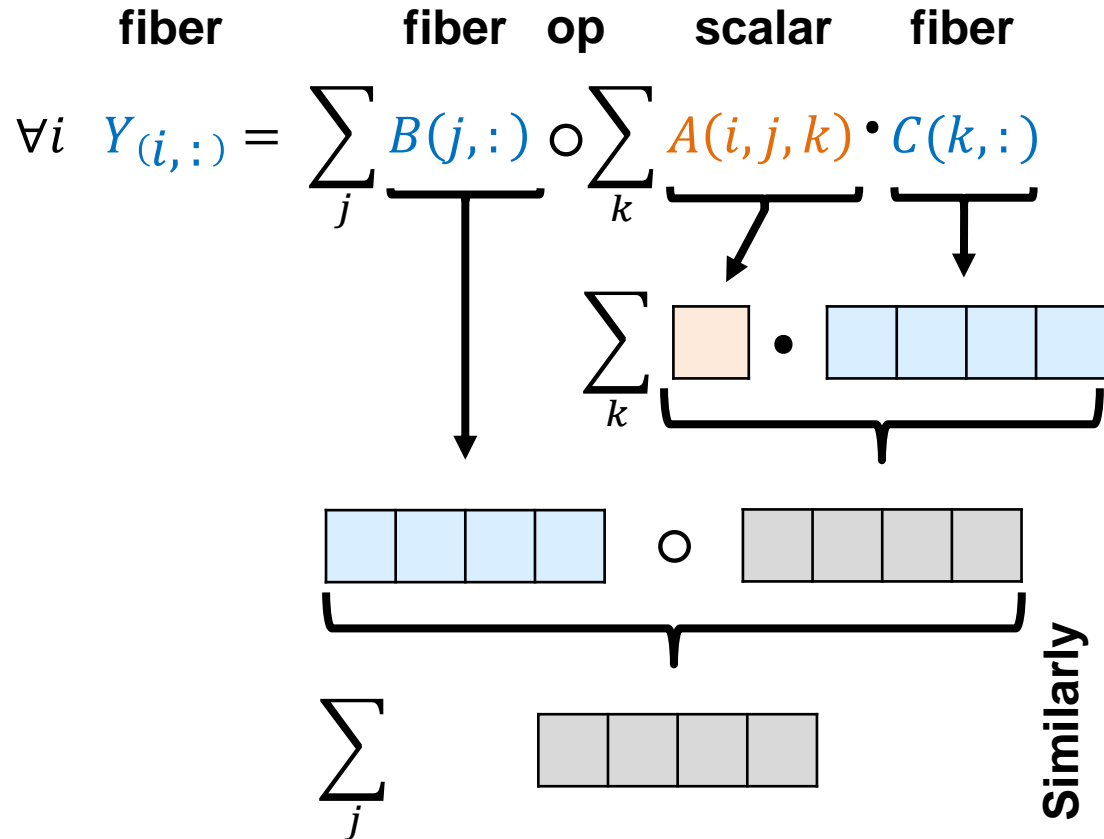 fiber fiber op scalar fiber
∀i Y(i,:) = ∑ B(j,:) ○ ∑ A(i,j,k) • C(k,:)
j k
∑ •
k
○
∑
j
Similarly